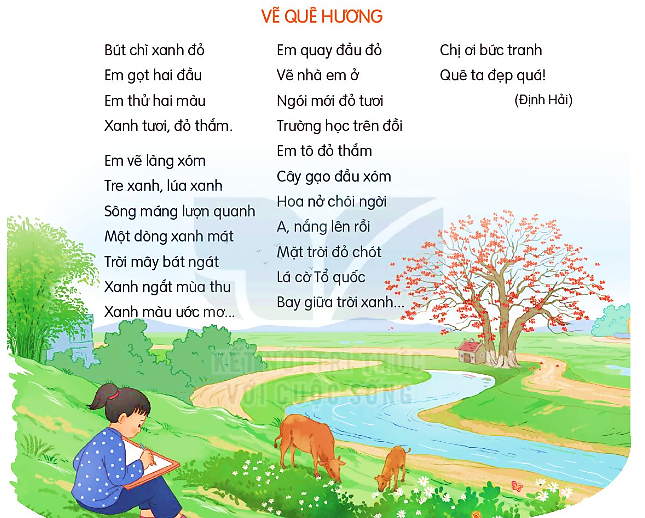 VẼ QUÊ HƯƠNG
Bút chì xanh đỏ
Em gọt hai đầu
Em thử hai màu
Xanh tươi, đỏ thắm.
Em vẽ làng xóm
Tre xanh, lúa xanh
Sông máng lượn quanh
Một dòng xanh mát
Trời mây bát ngát
Xanh ngắt mùa thu
Xanh màu ước mơ...
Em quay đầu đỏ
Vẽ nhà em ở
Ngói mới đỏ tươi
Trường học trên đồi
Em tô đỏ thắm
Cây gạo đầu xóm
Hoa nở chói ngời
A, nắng lên rồi
Mặt trời đỏ chót
Lá cờ Tổ quốc
Bay giữa trời xanh...
Chị ơi bức tranh
Quê ta đẹp quá!
(Định Hải)
KẾT NỐI TRI THỨC
VỚI CUỘC SỐNG